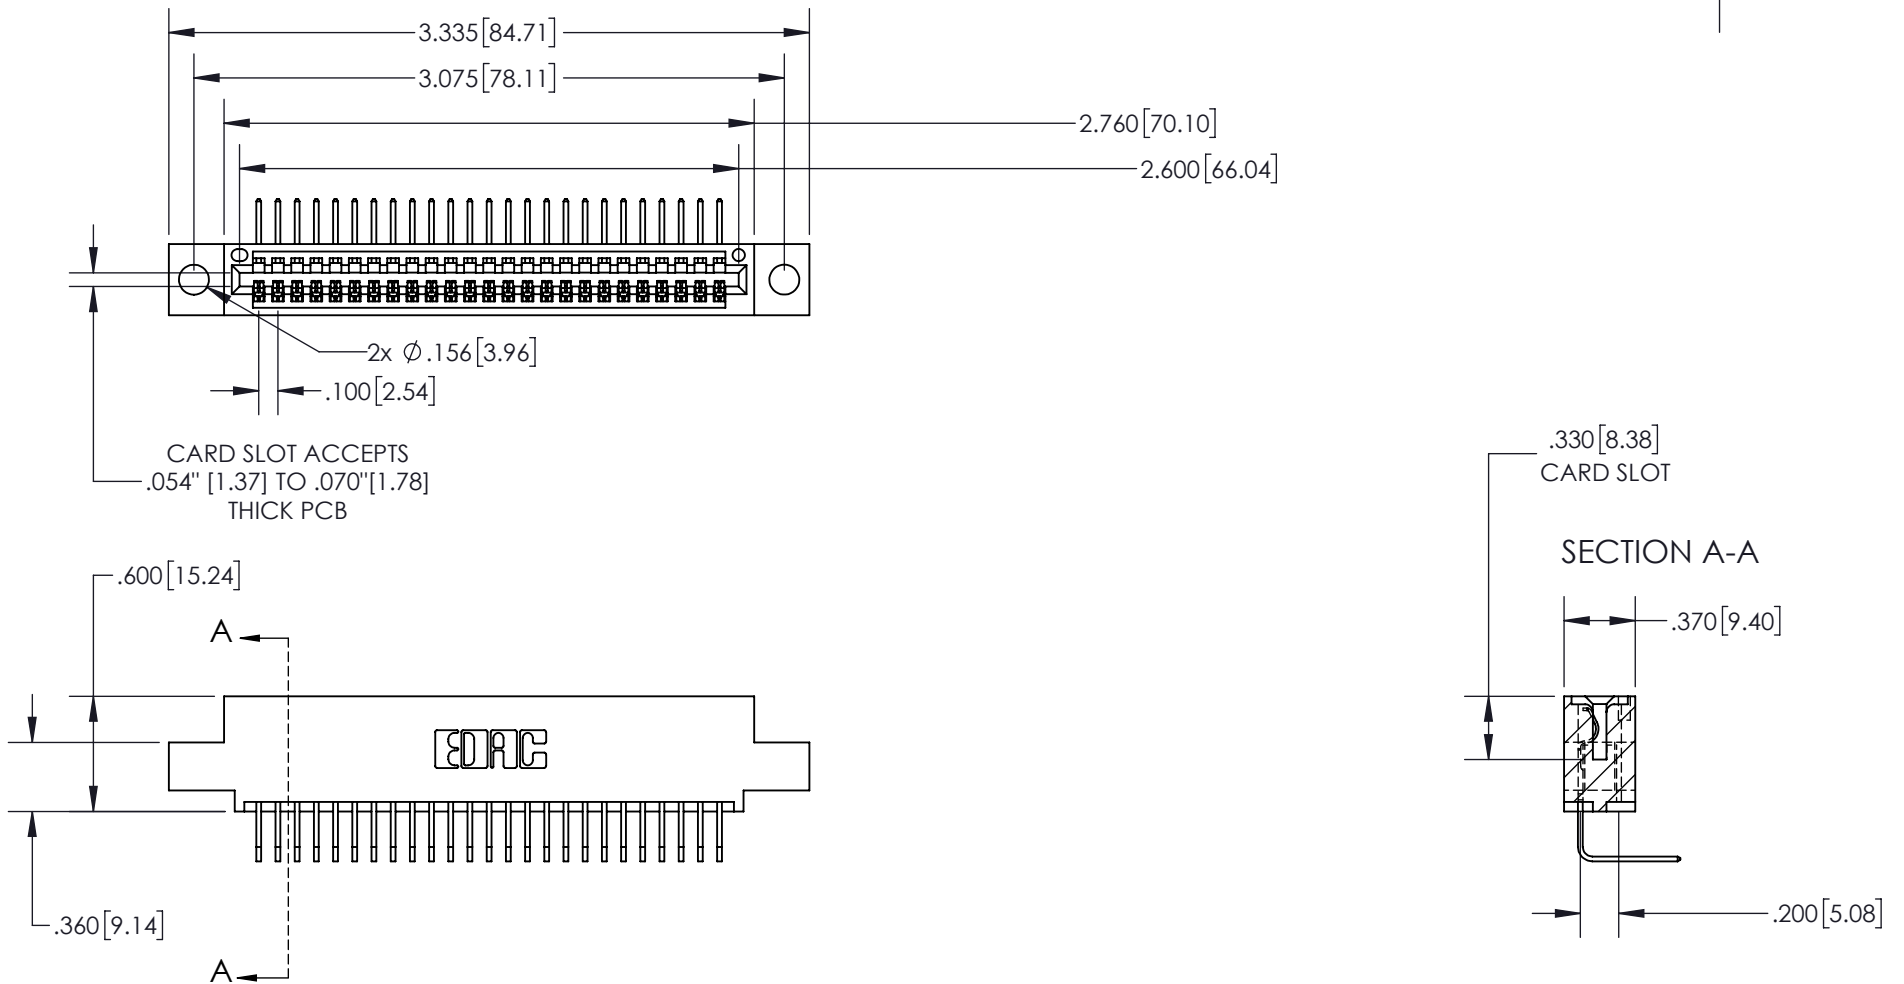 3.335[84.71]
3.075[78.11]
2.760[70.10]
2.600[66.04]
2x Ø.156[3.96]
.100[2.54]
CARD SLOT ACCEPTS
.054" [1.37] TO .070"[1.78]
THICK PCB
.330[8.38]
CARD SLOT
SECTION A-A
.600[15.24]
.370[9.40]
A
EDAC
.360[9.14]
.200[5.08]
A